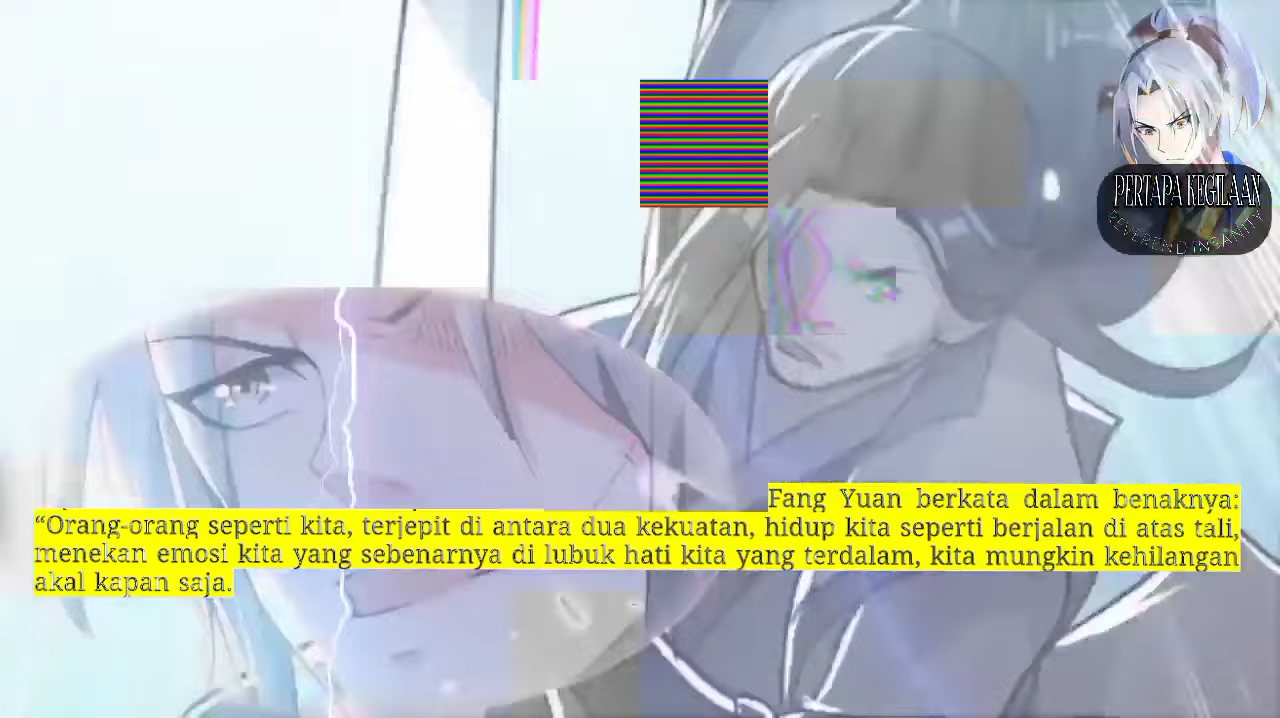 PERTAPA KEGILAAN
REVEREND INSANITY
Fang Yuan berkata dalam benaknya:
“Orang-orang seperti kita, terjepit di antara dua kekuatan, hidup kita seperti berjalan di atas tali,
menekan emosi kita yang sebenarnya di lubuk hati kita yang terdalam, kita mungkin kehilangan
akal kapan saja.